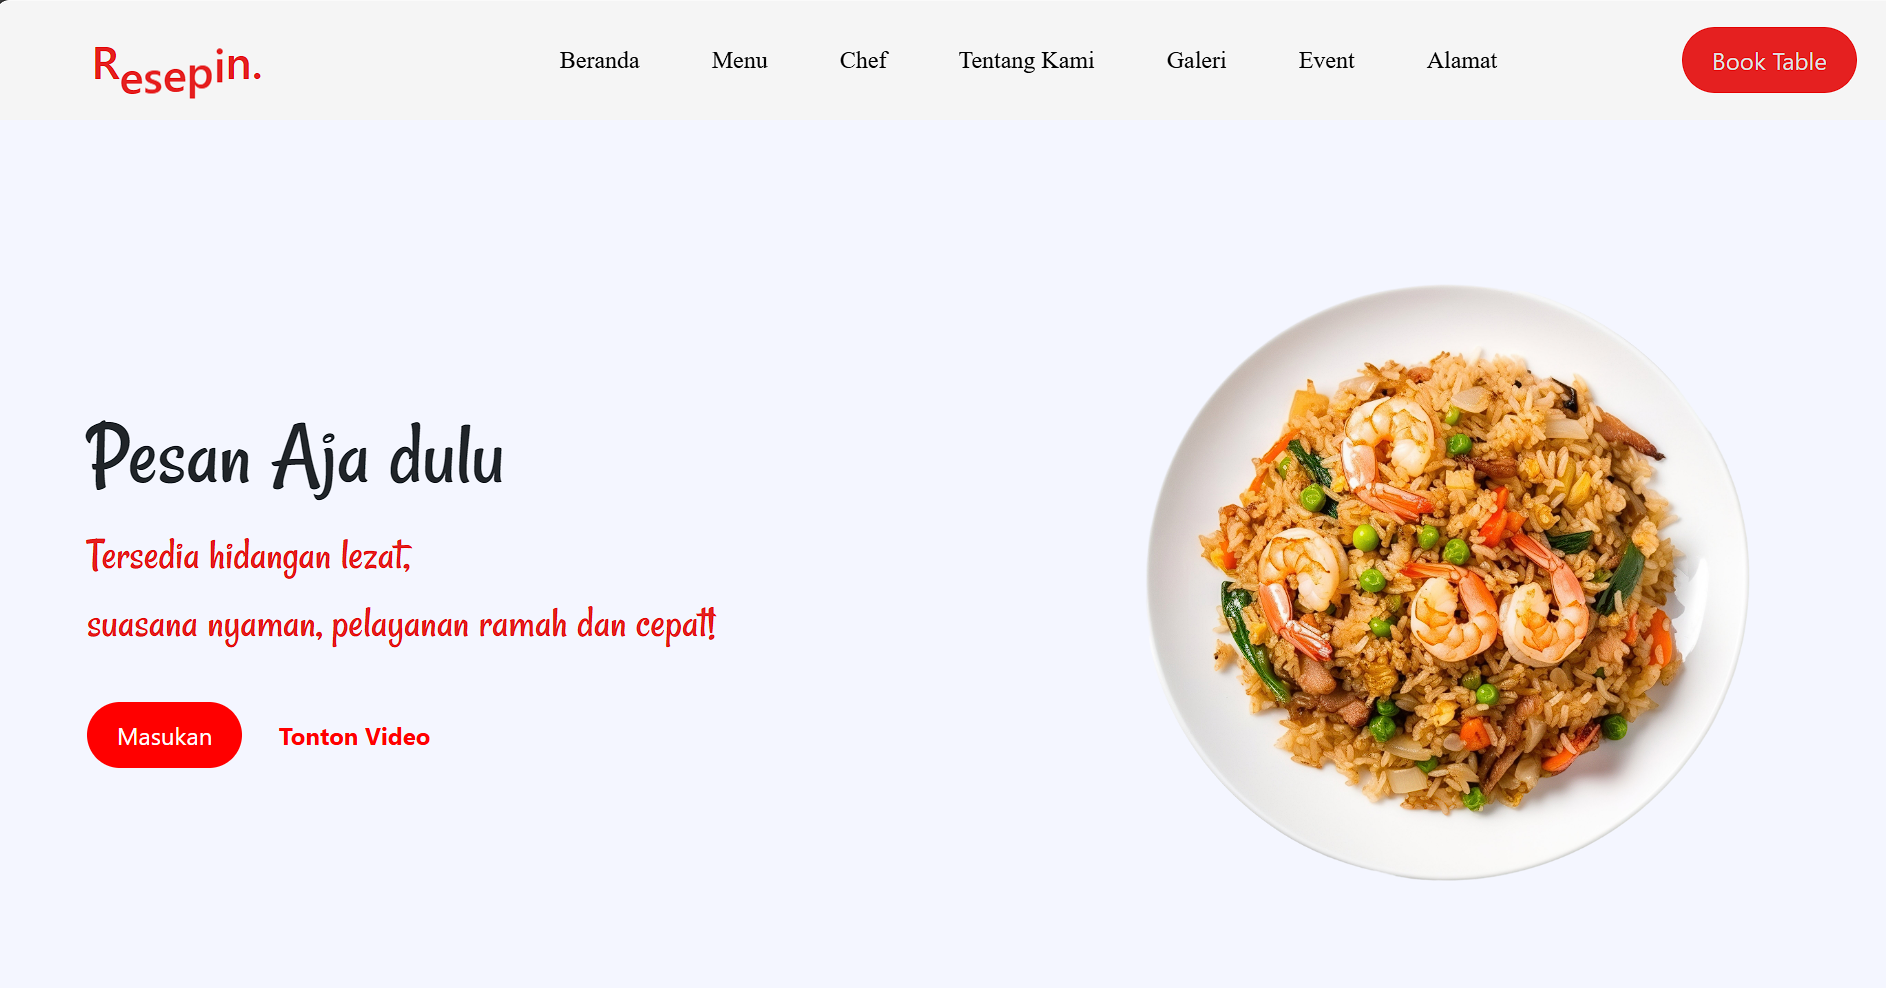 Resepin.
Beranda Menu Chef Tentang Kami Galeri Event Alamat
Book Table
Pesan Aja dulu
Tersedia hidangan lezat,
suasana nyaman, pelayanan ramah dan cepat!
Masukan Tonton Video